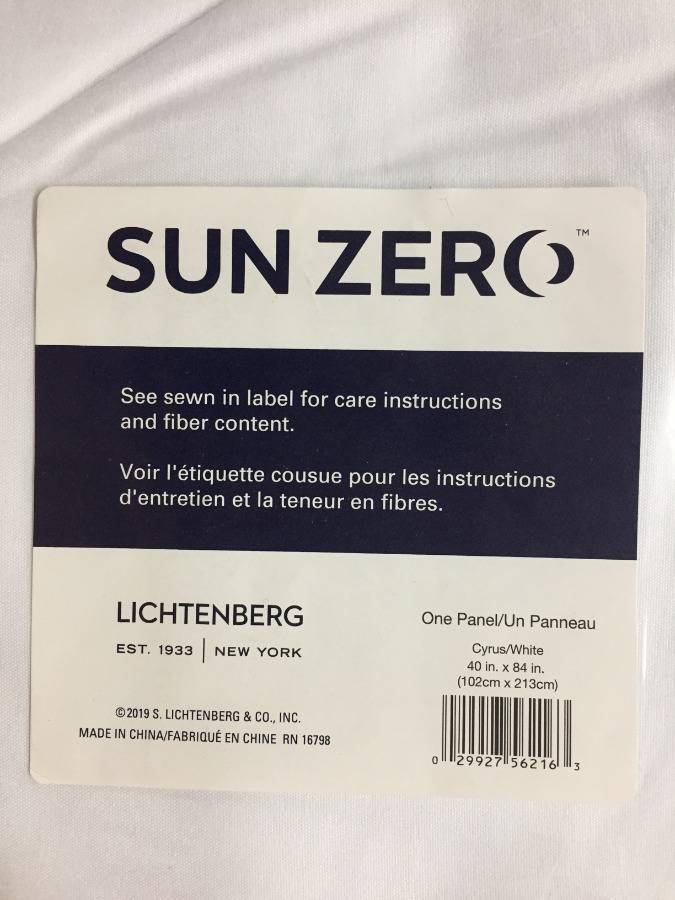 SUN ZERO™
See sewn in label for care instructions
and fiber content.
Voir l'étiquette cousue pour les instructions
d'entretien et la teneur en fibres.
LICHTENBERG
EST. 1933 | NEW YORK
©2019 S. LICHTENBERG & CO., INC.
MADE IN CHINA/FABRIQUÉ EN CHINE RN 16798
One Panel/Un Panneau
Cyrus/White
40 in. x 84 in.
(102cm x 213cm)
0 29927 56216 3